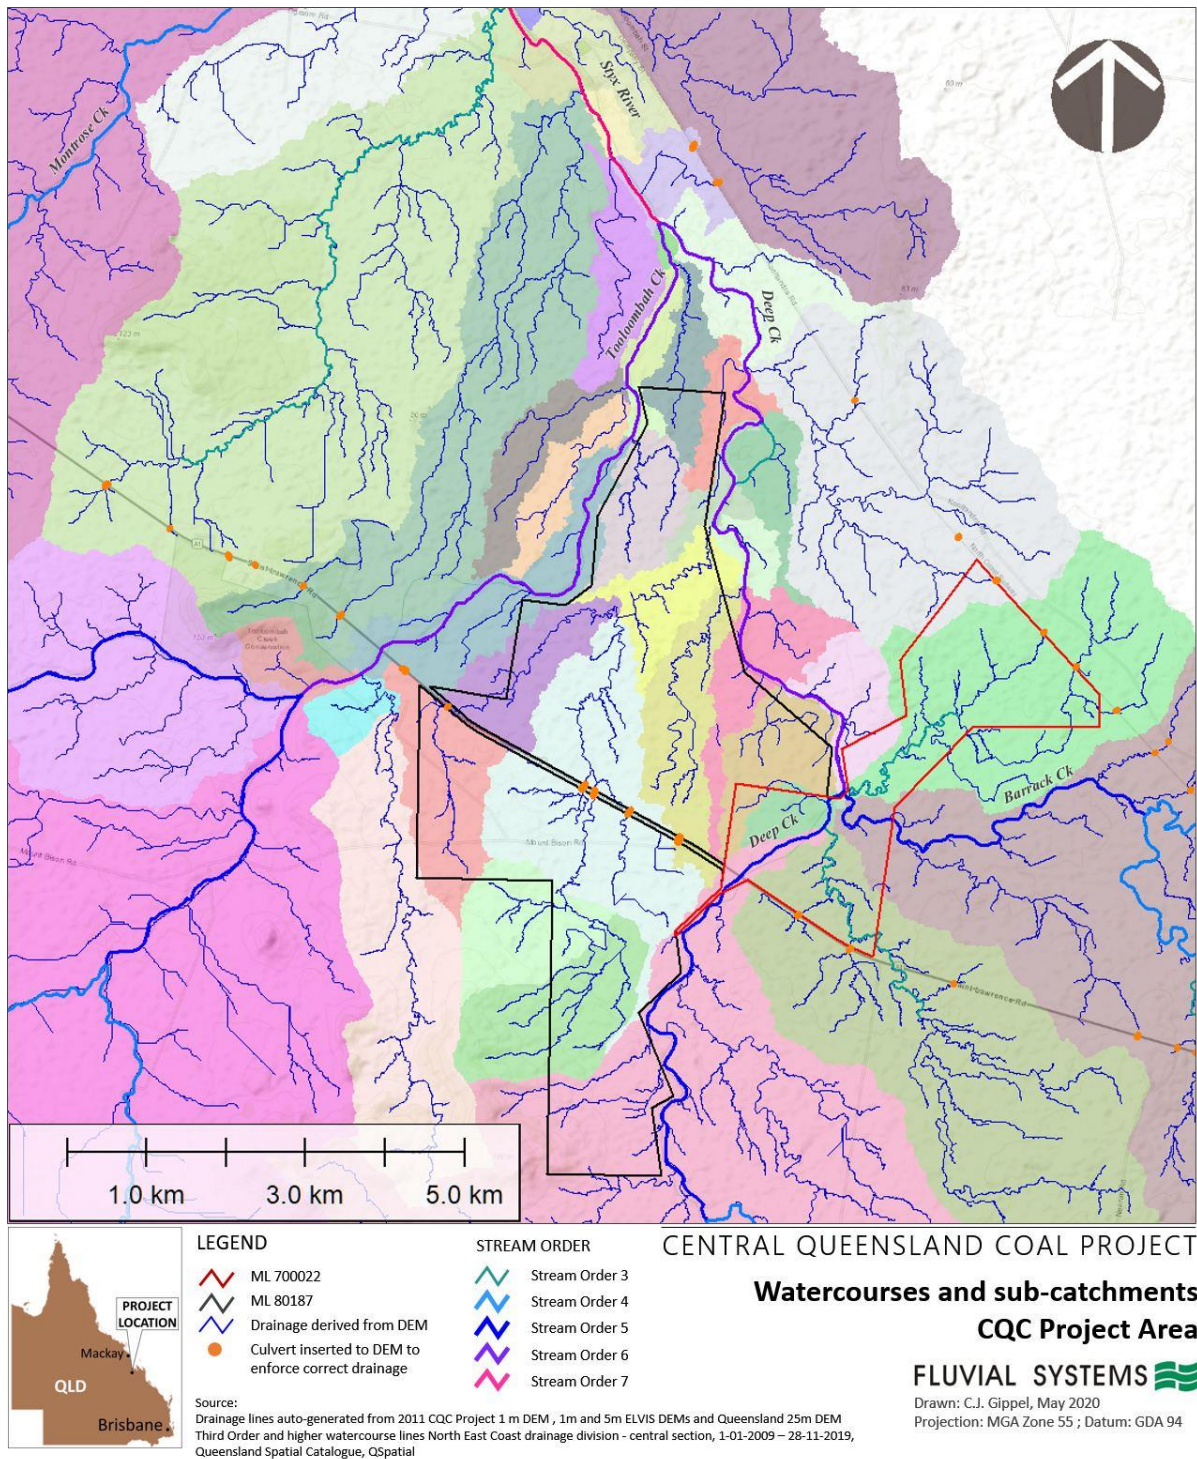 Montrose Ck
Styx River
Tooloombah Ck
Deep Ck
Deep Ck
Barrack Ck
Mount Bison Rd
Mount Bison Rd
1.0 km
3.0 km
5.0 km
PROJECT
LOCATION
Mackay
QLD
Brisbane
LEGEND
ML 700022
ML 80187
Drainage derived from DEM
Culvert inserted to DEM to
enforce correct drainage
STREAM ORDER
Stream Order 3
Stream Order 4
Stream Order 5
Stream Order 6
Stream Order 7
Source:
Drainage lines auto-generated from 2011 CQC Project 1 m DEM , 1m and 5m ELVIS DEMs and Queensland 25m DEM
Third Order and higher watercourse lines North East Coast drainage division - central section, 1-01-2009 – 28-11-2019,
Queensland Spatial Catalogue, QSpatial
CENTRAL QUEENSLAND COAL PROJECT
Watercourses and sub-catchments
CQC Project Area
FLUVIAL SYSTEMS
Drawn: C.J. Gippel, May 2020
Projection: MGA Zone 55 ; Datum: GDA 94